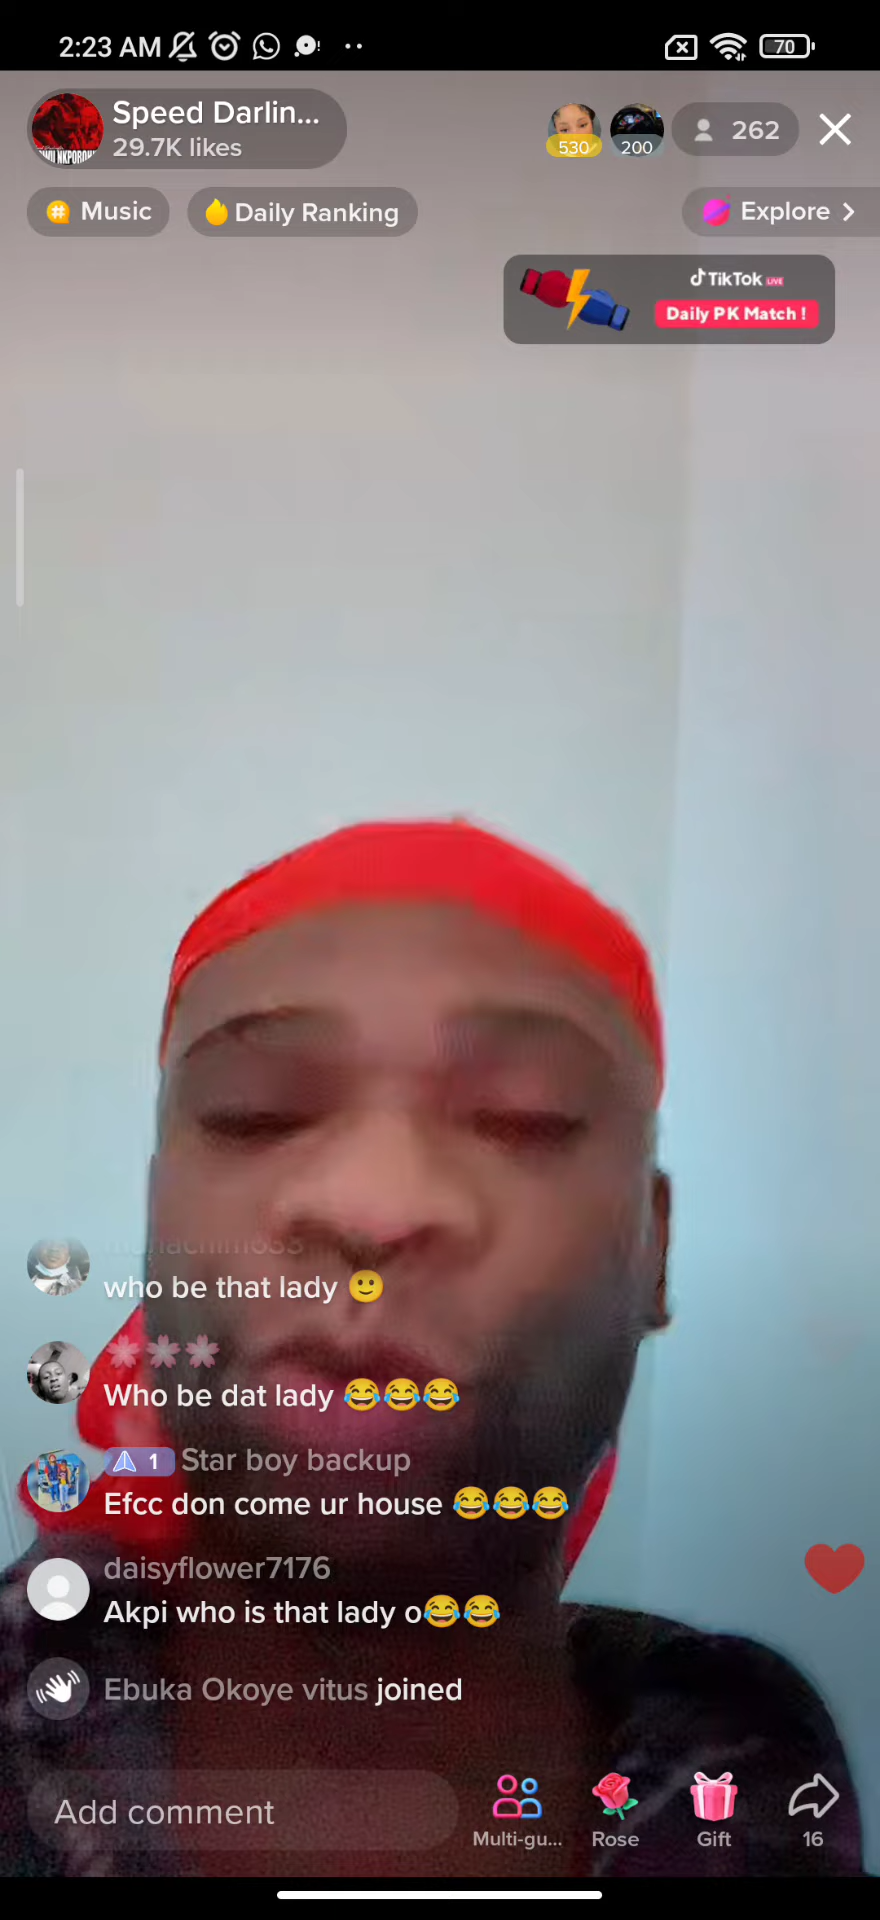 2:23 AM
70
Speed Darlin...
29.7K likes
530
200
262
Music
Daily Ranking
Explore
TikTok LIVE
Daily PK Match !
who be that lady 🙂
🌸🌸🌸
Who be dat lady 😂😂😂
1 Star boy backup
Efcc don come ur house 😂😂😂
daisyflower7176
Akpi who is that lady o😂😂
Ebuka Okoye vitus joined
Add comment
Multi-gu...
Rose
Gift
16